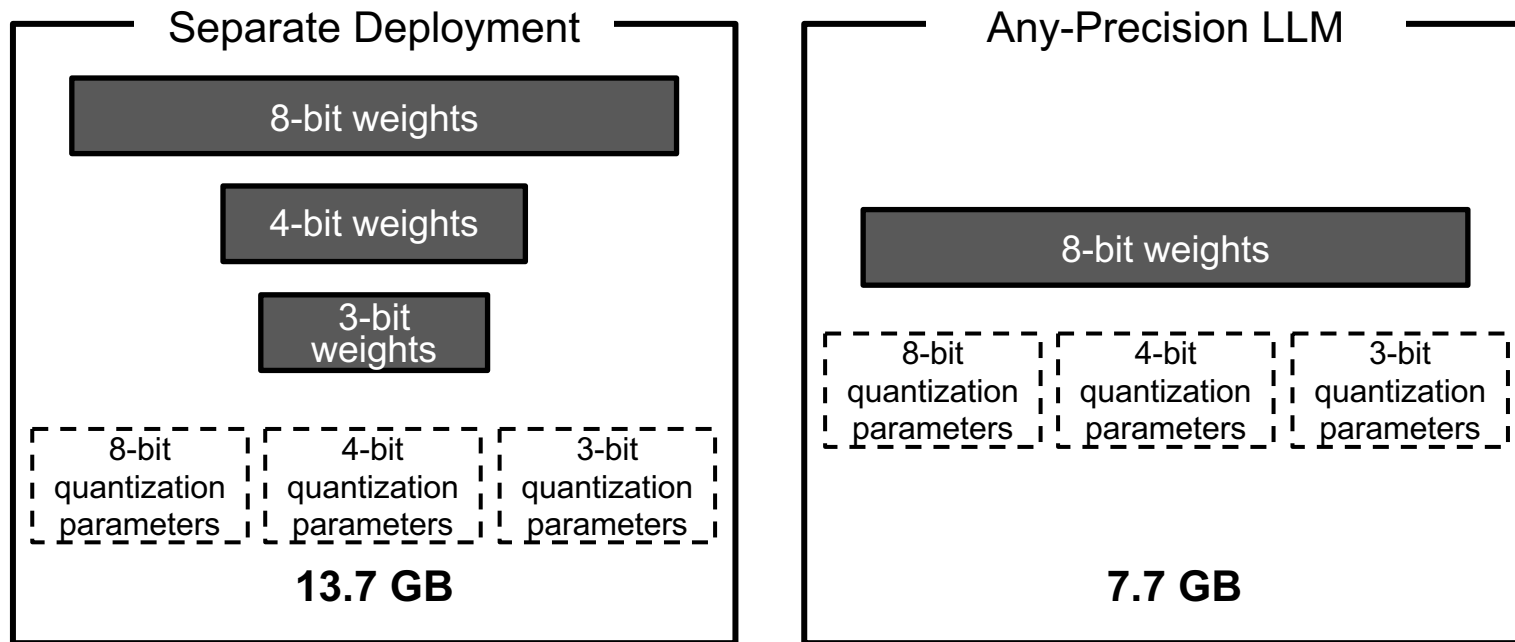 Separate Deployment
8-bit weights
4-bit weights
3-bit
weights
8-bit
quantization
parameters
4-bit
quantization
parameters
3-bit
quantization
parameters
13.7 GB
Any-Precision LLM
8-bit weights
8-bit
quantization
parameters
4-bit
quantization
parameters
3-bit
quantization
parameters
7.7 GB